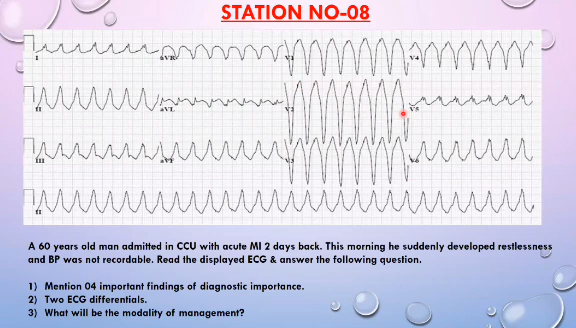 STATION NO-08
I aVR V1 V4
II aVL V2 V5
III aVF V3 V6
II
A 60 years old man admitted in CCU with acute MI 2 days back. This morning he suddenly developed restlessness
and BP was not recordable. Read the displayed ECG & answer the following question.
1) Mention 04 important findings of diagnostic importance.
2) Two ECG differentials.
3) What will be the modality of management?